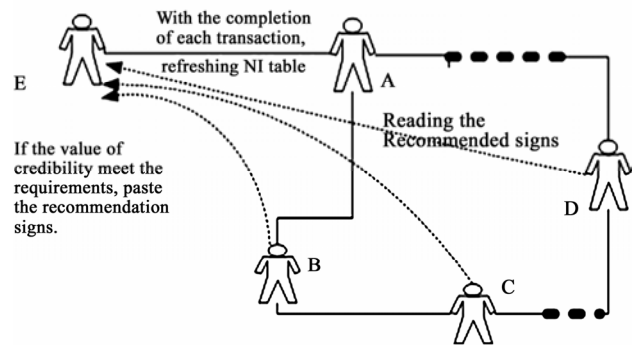 With the completion
of each transaction,
refreshing NI table
E
A
Reading the
Recommended signs
If the value of
credibility meet the
requirements, paste
the recommendation
signs.
D
B
C